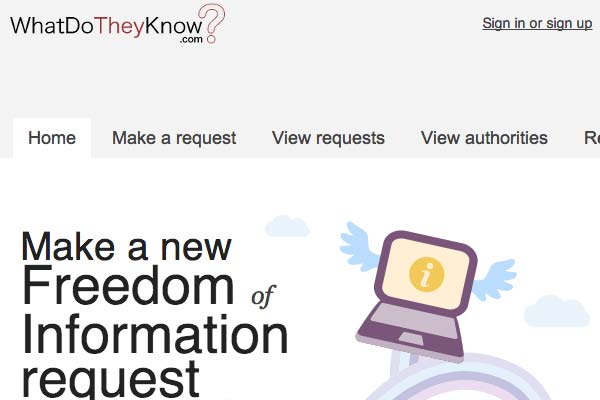 WhatDoTheyKnow?
.com
Sign in or sign up
Home
Make a request
View requests
View authorities
Make a new
Freedom of
Information
request
i